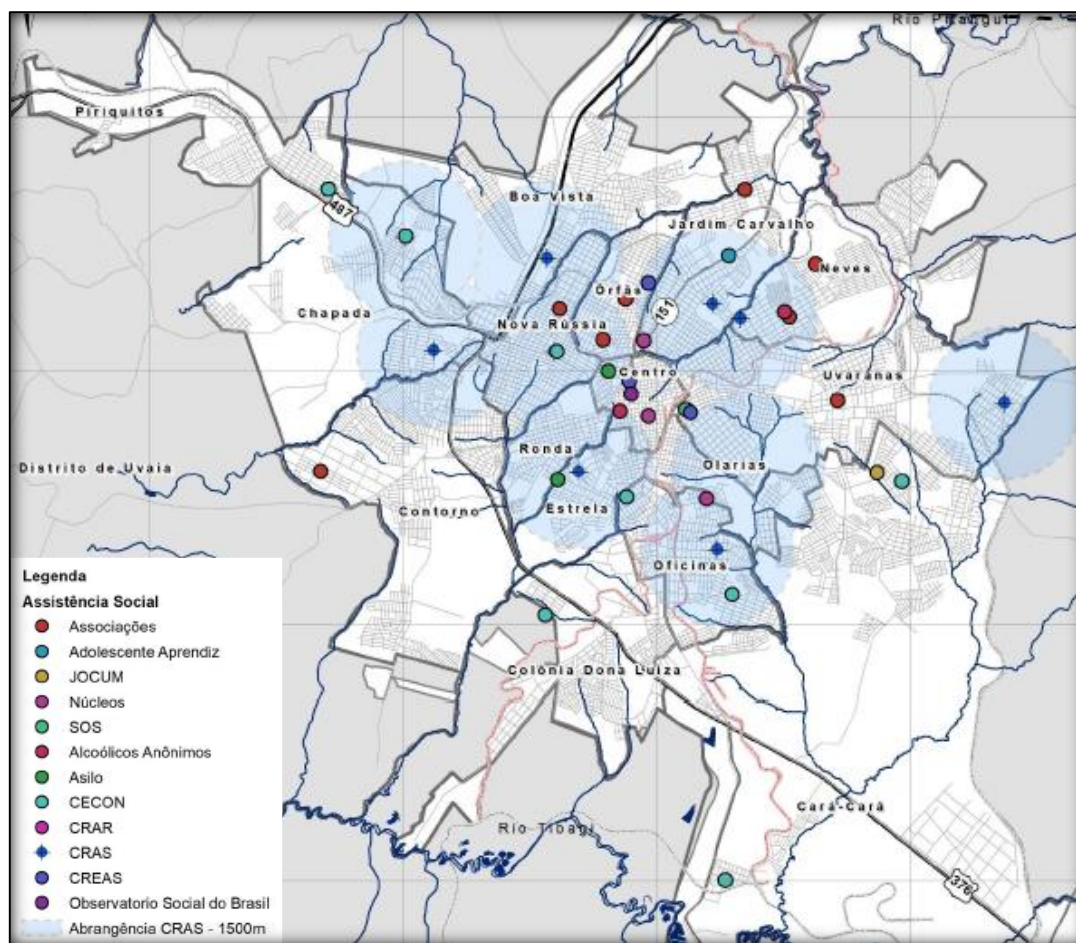 Rio Pitangui
Piriquitos
487
Boa Vista
Jardim Carvalho
Neves
Órfãs
151
Chapada
Nova Rússia
Centro
Uvaranas
Ronda
Olarias
Distrito de Uvaia
Contorno
Estrela
Oficinas
Colônia Dona Luiza
Cará-Cará
Rio Tibagi
376
Legenda
Assistência Social
Associações
Adolescente Aprendiz
JOCUM
Núcleos
SOS
Alcoólicos Anônimos
Asilo
CECON
CRAR
CRAS
CREAS
Observatorio Social do Brasil
Abrangência CRAS - 1500m